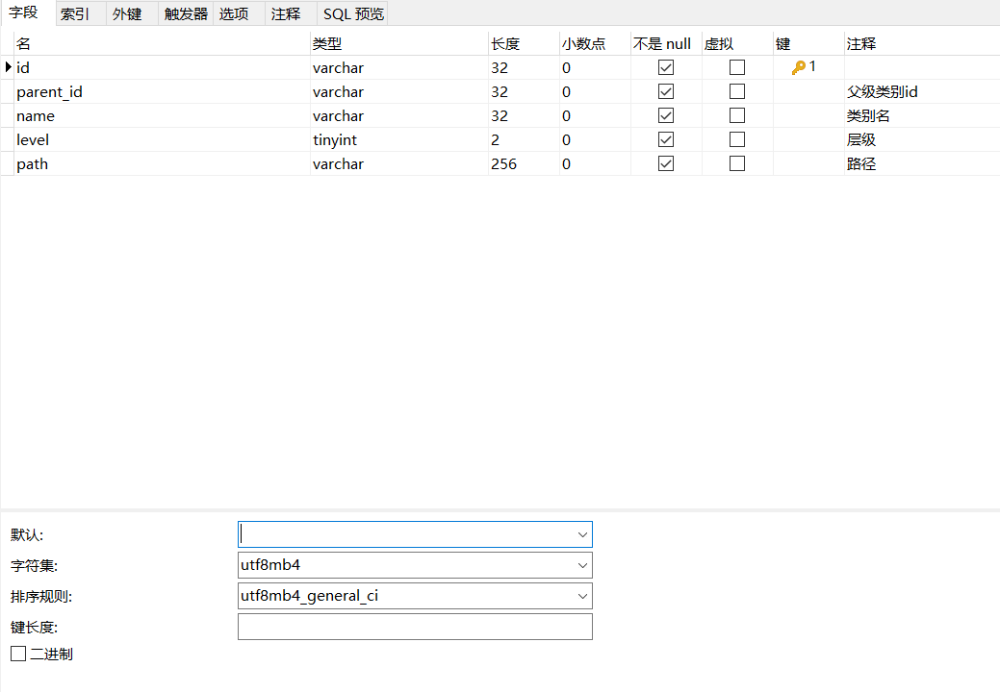 字段 索引 外键 触发器 选项 注释 SQL 预览
名 类型 长度 小数点 不是 null 虚拟 键 注释
id varchar 32 0 1
parent_id varchar 32 0 父级类别id
name varchar 32 0 类别名
level tinyint 2 0 层级
path varchar 256 0 路径
默认:
字符集: utf8mb4
排序规则: utf8mb4_general_ci
键长度:
二进制